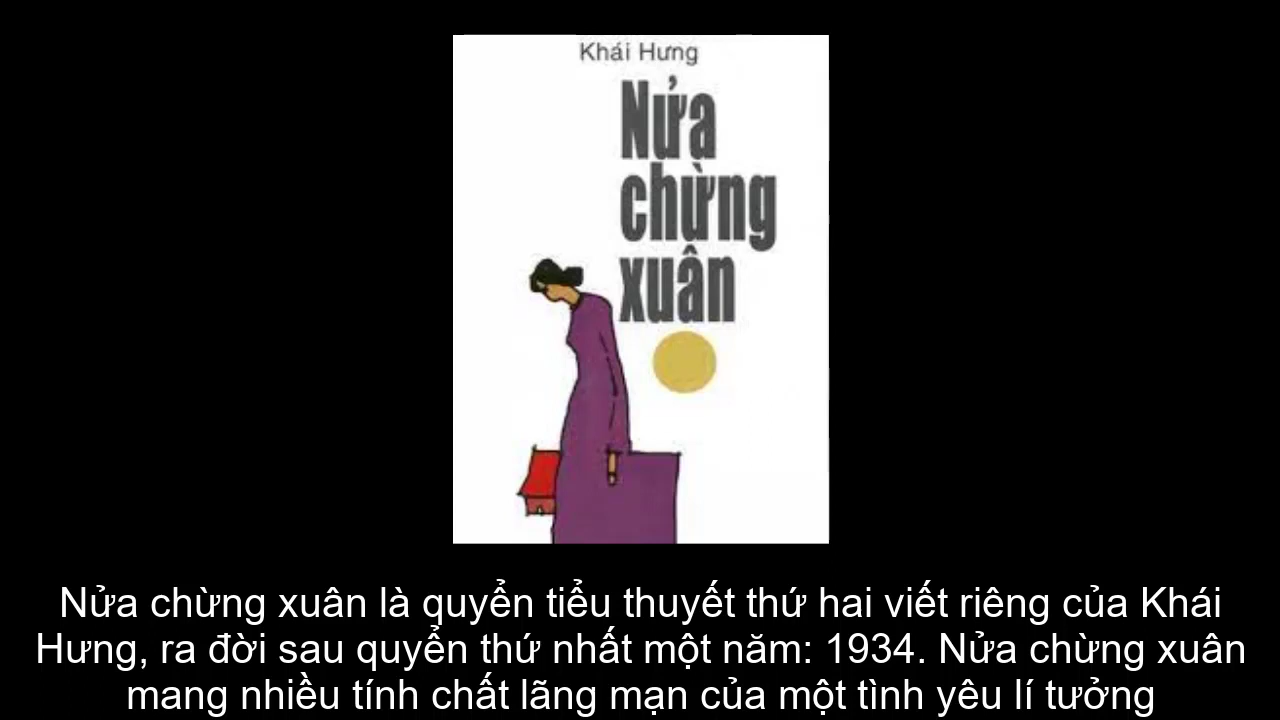 Khái Hưng
Nửa
chừng
xuân
Nửa chừng xuân là quyển tiểu thuyết thứ hai viết riêng của Khái
Hưng, ra đời sau quyển thứ nhất một năm: 1934. Nửa chừng xuân
mang nhiều tính chất lãng mạn của một tình yêu lí tưởng